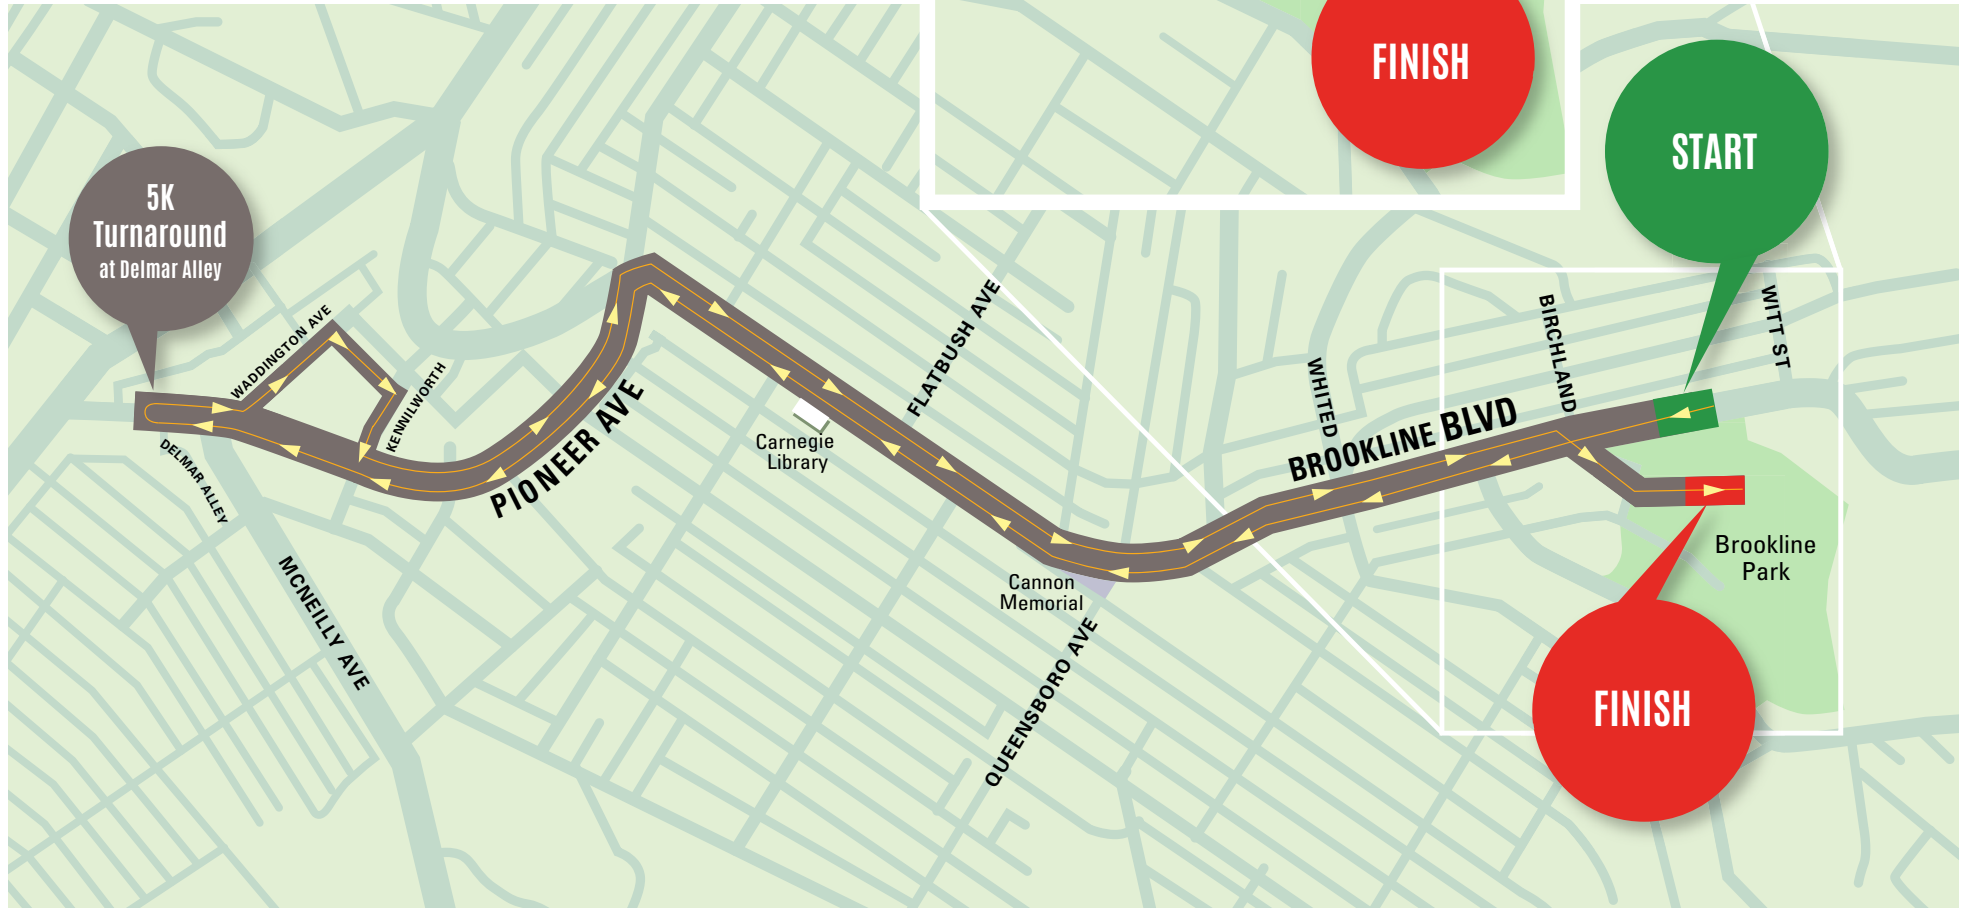 FINISH
START
5K
Turnaround
at Delmar Alley
WADDINGTON AVE
KENNILWORTH
DELMAR ALLEY
MCNEILLY AVE
PIONEER AVE
Carnegie
Library
FLATBUSH AVE
Cannon
Memorial
QUEENSBORO AVE
WHITED
BROOKLINE BLVD
BIRCHLAND
WITT ST
Brookline
Park
FINISH